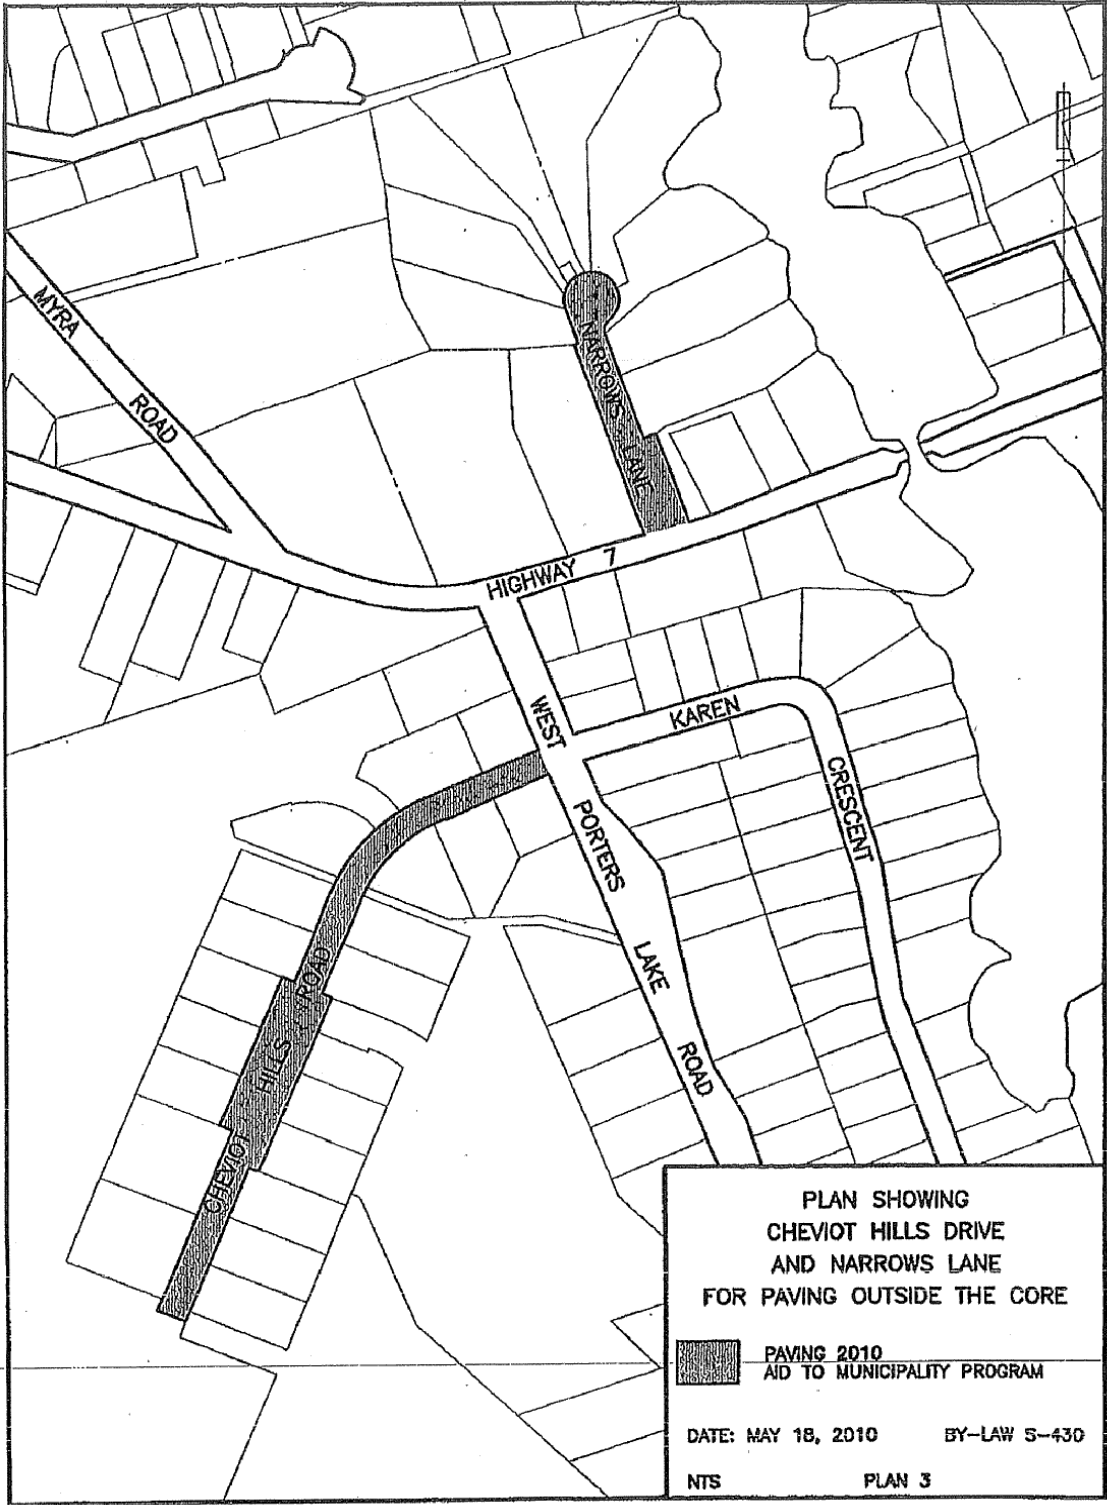 MYRA
ROAD
NARROWS LANE
HIGHWAY 7
WEST
PORTERS
LAKE
ROAD
KAREN
CRESCENT
CHEVIOT HILLS ROAD
PLAN SHOWING
CHEVIOT HILLS DRIVE
AND NARROWS LANE
FOR PAVING OUTSIDE THE CORE
PAVING 2010
AID TO MUNICIPALITY PROGRAM
DATE: MAY 18, 2010 BY-LAW S-430
NTS PLAN 3